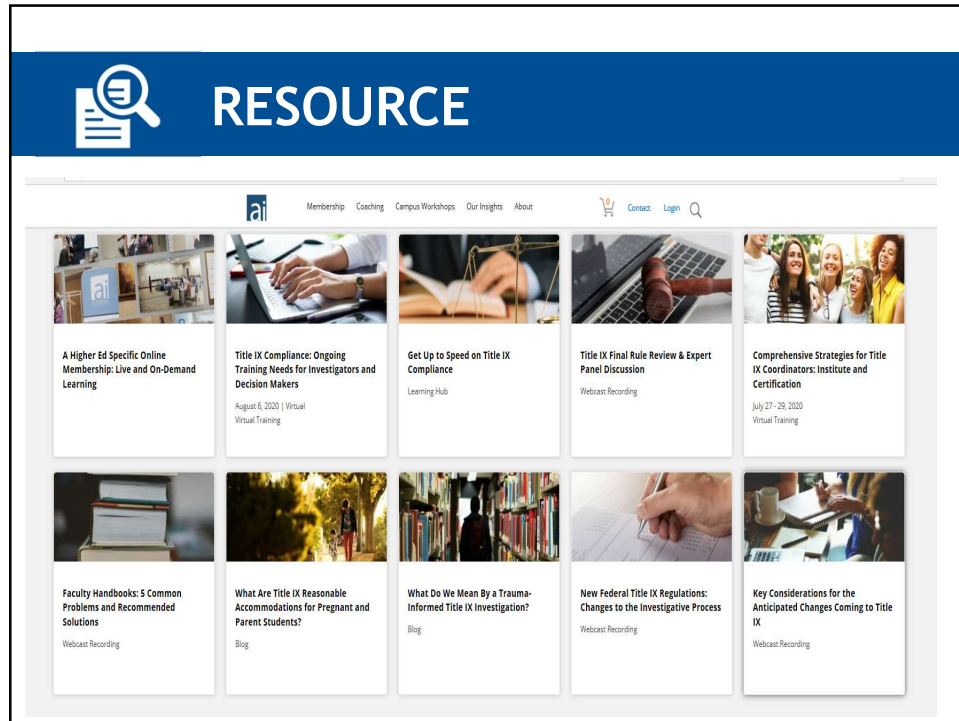 RESOURCE
ai
Membership Coaching Campus Workshops Our Insights About
0
Contact Login
ai
A Higher Ed Specific Online
Membership: Live and On-Demand
Learning
Title IX Compliance: Ongoing
Training Needs for Investigators and
Decision Makers
August 6, 2020 | Virtual
Virtual Training
Get Up to Speed on Title IX
Compliance
Learning Hub
Title IX Final Rule Review & Expert
Panel Discussion
Webcast Recording
Comprehensive Strategies for Title
IX Coordinators: Institute and
Certification
July 27 - 29, 2020
Virtual Training
Faculty Handbooks: 5 Common
Problems and Recommended
Solutions
Webcast Recording
What Are Title IX Reasonable
Accommodations for Pregnant and
Parent Students?
Blog
What Do We Mean By a Trauma-
Informed Title IX Investigation?
Blog
New Federal Title IX Regulations:
Changes to the Investigative Process
Webcast Recording
Key Considerations for the
Anticipated Changes Coming to Title
IX
Webcast Recording